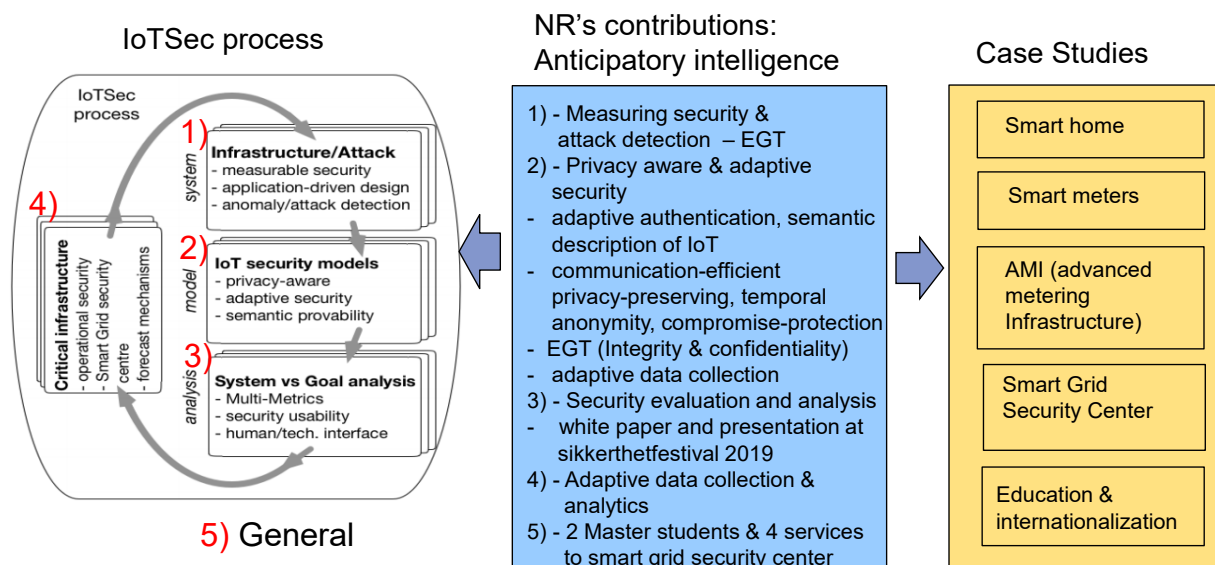 IoTSec process
IoTSec
process
1)
system
Infrastructure/Attack
- measurable security
- application-driven design
- anomaly/attack detection
2)
model
IoT security models
- privacy-aware
- adaptive security
- semantic provability
3)
analysis
System vs Goal analysis
- Multi-Metrics
- security usability
- human/tech. interface
4)
Critical infrastructure
- operational security
- Smart Grid security
centre
- forecast mechanisms
5) General
NR's contributions:
Anticipatory intelligence
1) - Measuring security &
attack detection – EGT
2) - Privacy aware & adaptive
security
- adaptive authentication, semantic
description of IoT
- communication-efficient
privacy-preserving, temporal
anonymity, compromise-protection
- EGT (Integrity & confidentiality)
- adaptive data collection
3) - Security evaluation and analysis
- white paper and presentation at
sikkerthetfestival 2019
4) - Adaptive data collection &
analytics
5) - 2 Master students & 4 services
to smart grid security center
Case Studies
Smart home
Smart meters
AMI (advanced
metering
Infrastructure)
Smart Grid
Security Center
Education &
internationalization